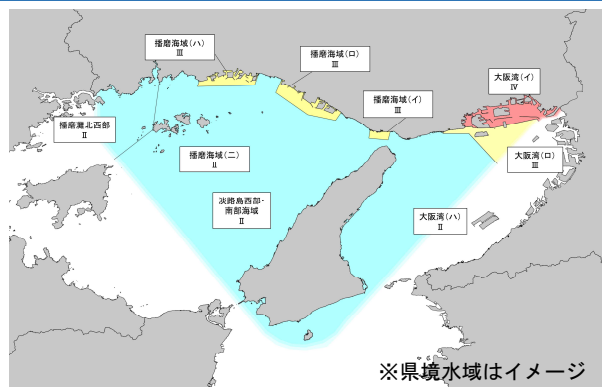 播磨海域(ハ)
Ⅲ
播磨海域(ロ)
Ⅲ
播磨海域(イ)
Ⅲ
大阪湾(イ)
Ⅳ
播磨灘北西部
Ⅱ
播磨海域(二)
Ⅱ
大阪湾(ロ)
Ⅲ
淡路島西部・
南部海域
Ⅱ
大阪湾(ハ)
Ⅱ
※県境水域はイメージ